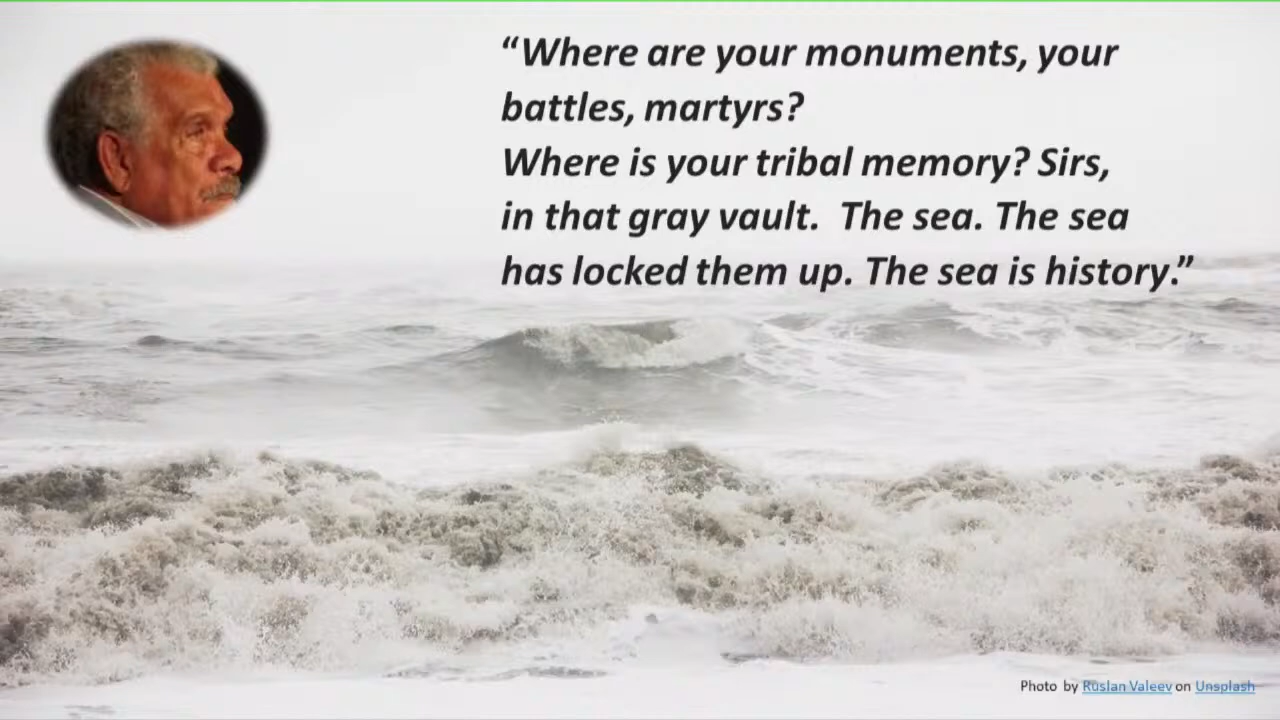 “Where are your monuments, your
battles, martyrs?
Where is your tribal memory? Sirs,
in that gray vault.  The sea. The sea
has locked them up. The sea is history.”
Photo by Ruslan Valeev on Unsplash